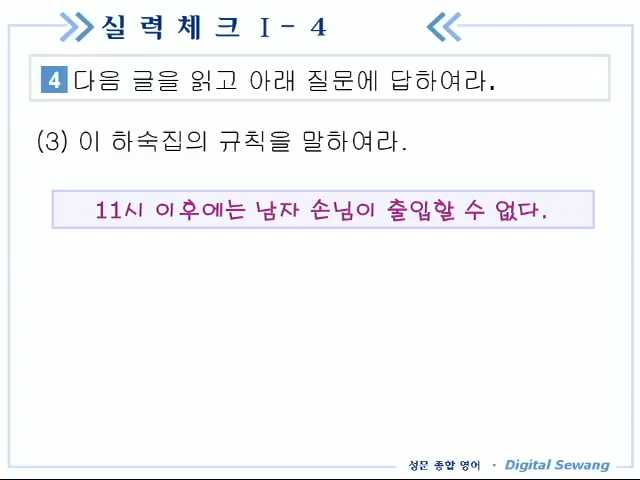 실력체크 I - 4
4 다음 글을 읽고 아래 질문에 답하여라.
(3) 이 하숙집의 규칙을 말하여라.
11시 이후에는 남자 손님이 출입할 수 없다.
성문 종합 영어 · Digital Sewang